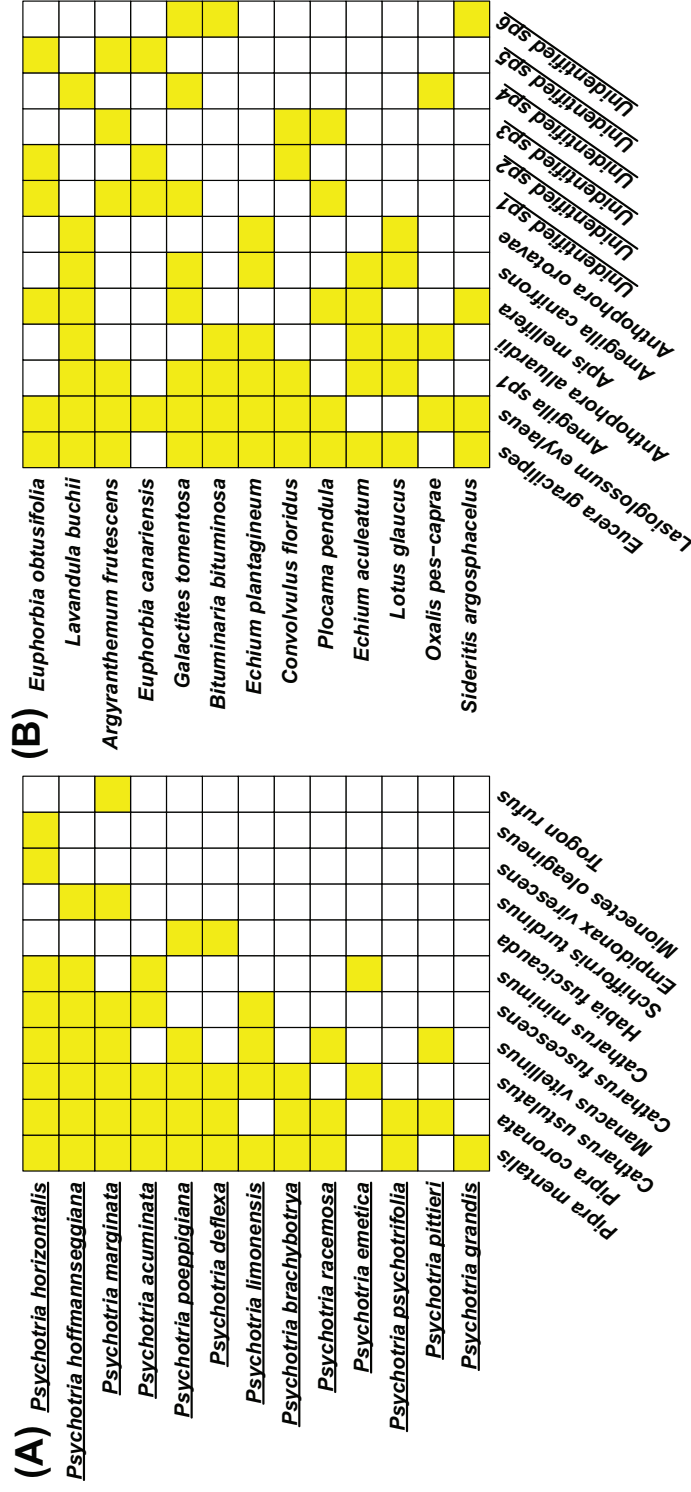 (A)
Psychotria horizontalis
Psychotria hoffmannseggiana
Psychotria marginata
Psychotria acuminata
Psychotria poeppigiana
Psychotria deflexa
Psychotria limonensis
Psychotria brachybotrya
Psychotria racemosa
Psychotria emetica
Psychotria psychotrifolia
Psychotria pittieri
Psychotria grandis
Pipra mentalis
Pipra coronata
Catharus ustulatus
Manacus vitellinus
Catharus fuscescens
Catharus minimus
Habia fuscicauda
Schiffornis turdinus
Empidonax virescens
Mionectes oleagineus
Trogon rufus
(B)
Euphorbia obtusifolia
Lavandula buchii
Argyranthemum frutescens
Euphorbia canariensis
Galactites tomentosa
Bituminaria bituminosa
Echium plantagineum
Convolvulus floridus
Plocama pendula
Echium aculeatum
Lotus glaucus
Oxalis pes−caprae
Sideritis argosphacelus
Eucera gracilipes
Lasioglossum evylaeus
Amegilla sp1
Anthophora alluardii
Apis mellifera
Amegilla canifrons
Anthophora orotavae
Unidentified sp1
Unidentified sp2
Unidentified sp3
Unidentified sp4
Unidentified sp5
Unidentified sp6